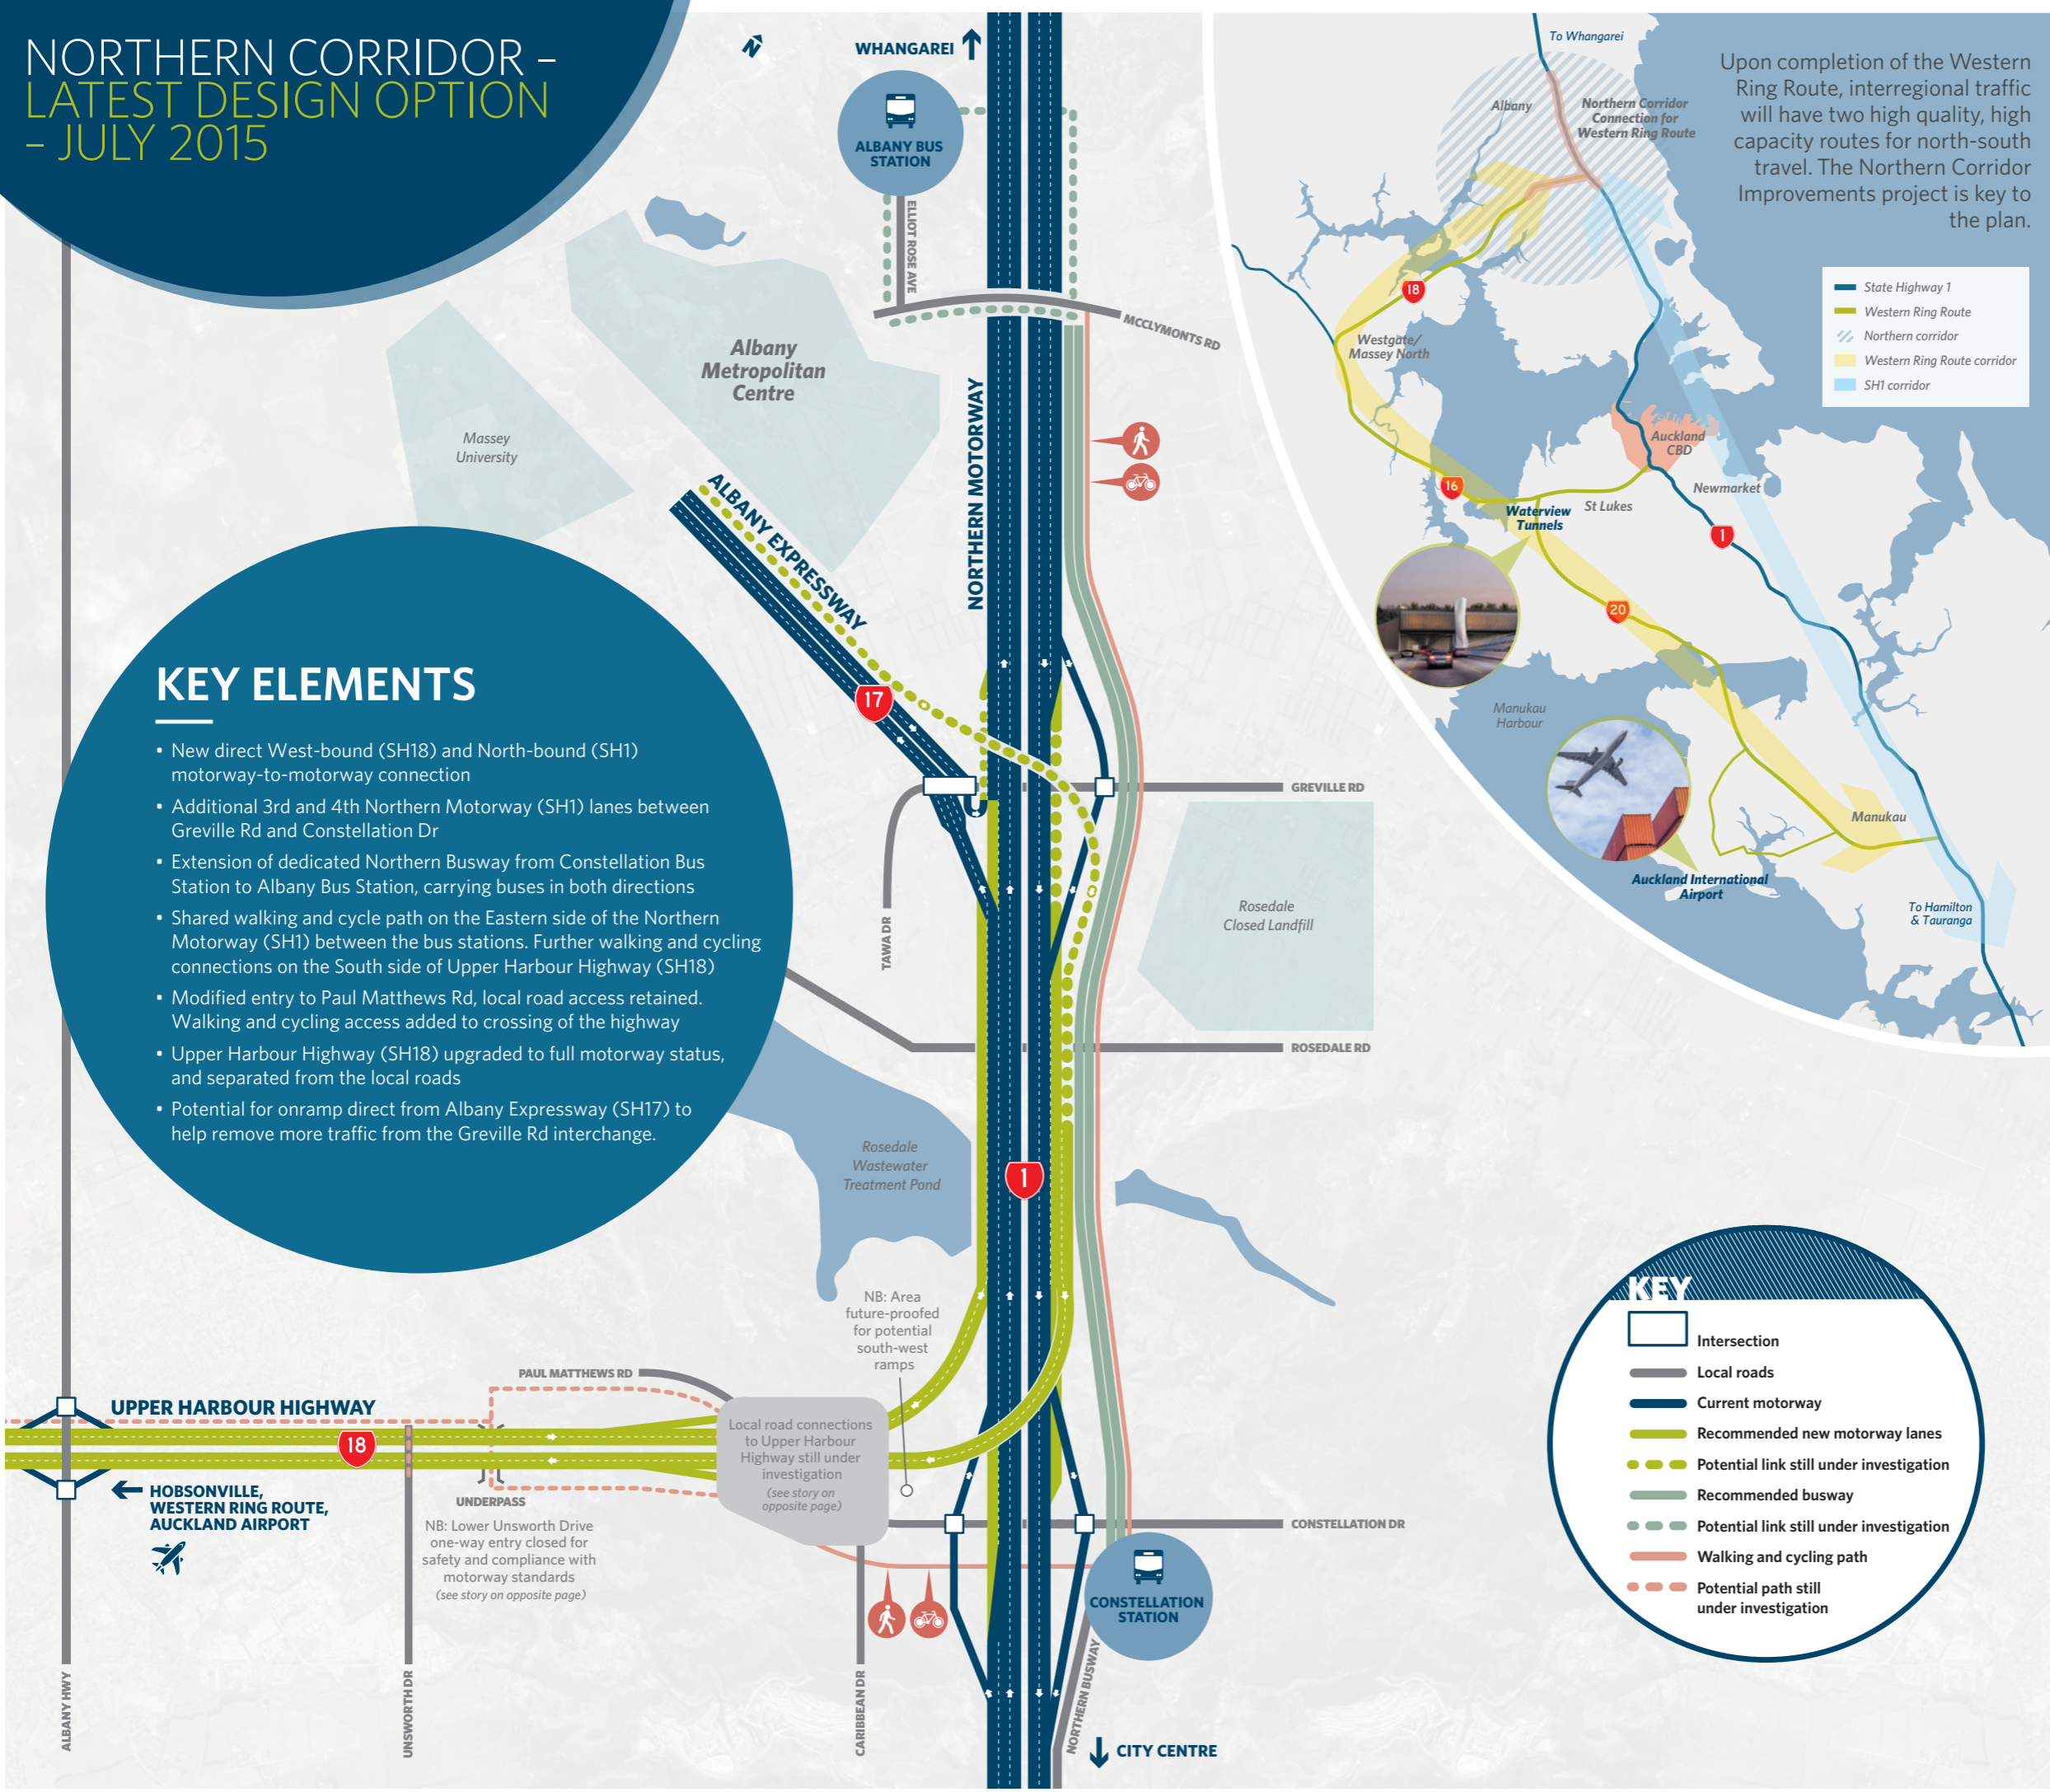 NORTHERN CORRIDOR –
LATEST DESIGN OPTION
– JULY 2015
N
WHANGAREI
ALBANY BUS
STATION
ELLIOT ROSE AVE
MCCLYMONTS RD
Albany
Metropolitan
Centre
Massey
University
NORTHERN MOTORWAY
ALBANY EXPRESSWAY
17
GREVILLE RD
TAWA DR
Rosedale
Closed Landfill
ROSEDALE RD
Rosedale
Wastewater
Treatment Pond
1
KEY ELEMENTS
• New direct West-bound (SH18) and North-bound (SH1)
motorway-to-motorway connection
• Additional 3rd and 4th Northern Motorway (SH1) lanes between
Greville Rd and Constellation Dr
• Extension of dedicated Northern Busway from Constellation Bus
Station to Albany Bus Station, carrying buses in both directions
• Shared walking and cycle path on the Eastern side of the Northern
Motorway (SH1) between the bus stations. Further walking and cycling
connections on the South side of Upper Harbour Highway (SH18)
• Modified entry to Paul Matthews Rd, local road access retained.
Walking and cycling access added to crossing of the highway
• Upper Harbour Highway (SH18) upgraded to full motorway status,
and separated from the local roads
• Potential for onramp direct from Albany Expressway (SH17) to
help remove more traffic from the Greville Rd interchange.
NB: Area
future-proofed
for potential
south-west
ramps
PAUL MATTHEWS RD
UPPER HARBOUR HIGHWAY
18
Local road connections
to Upper Harbour
Highway still under
investigation
(see story on
opposite page)
HOBSONVILLE,
WESTERN RING ROUTE,
AUCKLAND AIRPORT
UNDERPASS
NB: Lower Unsworth Drive
one-way entry closed for
safety and compliance with
motorway standards
(see story on opposite page)
CONSTELLATION DR
CONSTELLATION
STATION
ALBANY HWY
UNSWORTH DR
CARIBBEAN DR
NORTHERN BUSWAY
CITY CENTRE
To Whangarei
Albany
Northern Corridor
Connection for
Western Ring Route
Upon completion of the Western
Ring Route, interregional traffic
will have two high quality, high
capacity routes for north-south
travel. The Northern Corridor
Improvements project is key to
the plan.
State Highway 1
Western Ring Route
Northern corridor
Western Ring Route corridor
SH1 corridor
18
Westgate/
Massey North
Auckland
CBD
16
Newmarket
St Lukes
Waterview
Tunnels
1
20
Manukau
Harbour
Manukau
Auckland International
Airport
To Hamilton
& Tauranga
KEY
Intersection
Local roads
Current motorway
Recommended new motorway lanes
Potential link still under investigation
Recommended busway
Potential link still under investigation
Walking and cycling path
Potential path still
under investigation